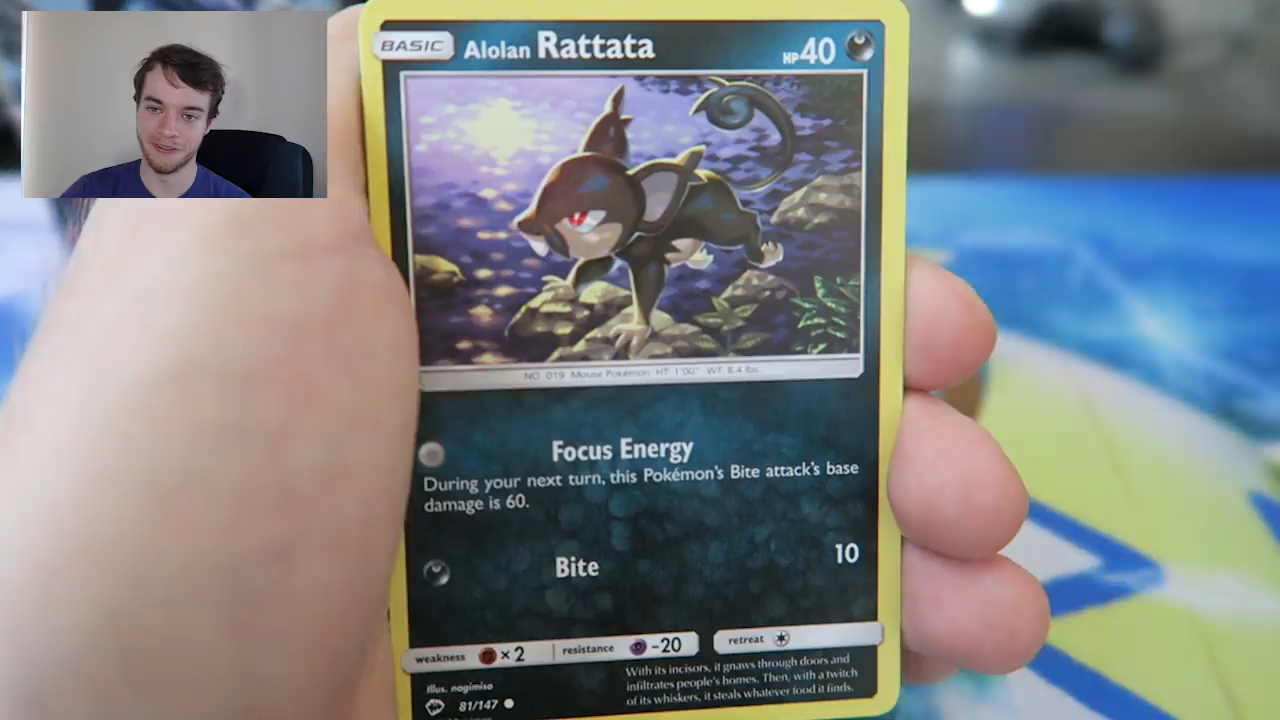 BASIC Alolan Rattata HP 40
NO. 019 Mouse Pokémon HT: 1'00" WT: 8.4 lbs.
Focus Energy
During your next turn, this Pokémon's Bite attack's base
damage is 60.
Bite 10
weakness ×2 resistance -20 retreat
With its incisors, it gnaws through doors and
infiltrates people's homes. Then, with a twitch
of its whiskers, it steals whatever food it finds.
Illus. nagimiso
81/147